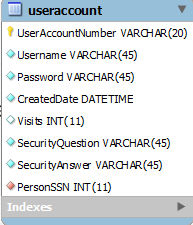 useraccount
UserAccountNumber VARCHAR(20)
Username VARCHAR(45)
Password VARCHAR(45)
CreatedDate DATETIME
Visits INT(11)
SecurityQuestion VARCHAR(45)
SecurityAnswer VARCHAR(45)
PersonSSN INT(11)
Indexes